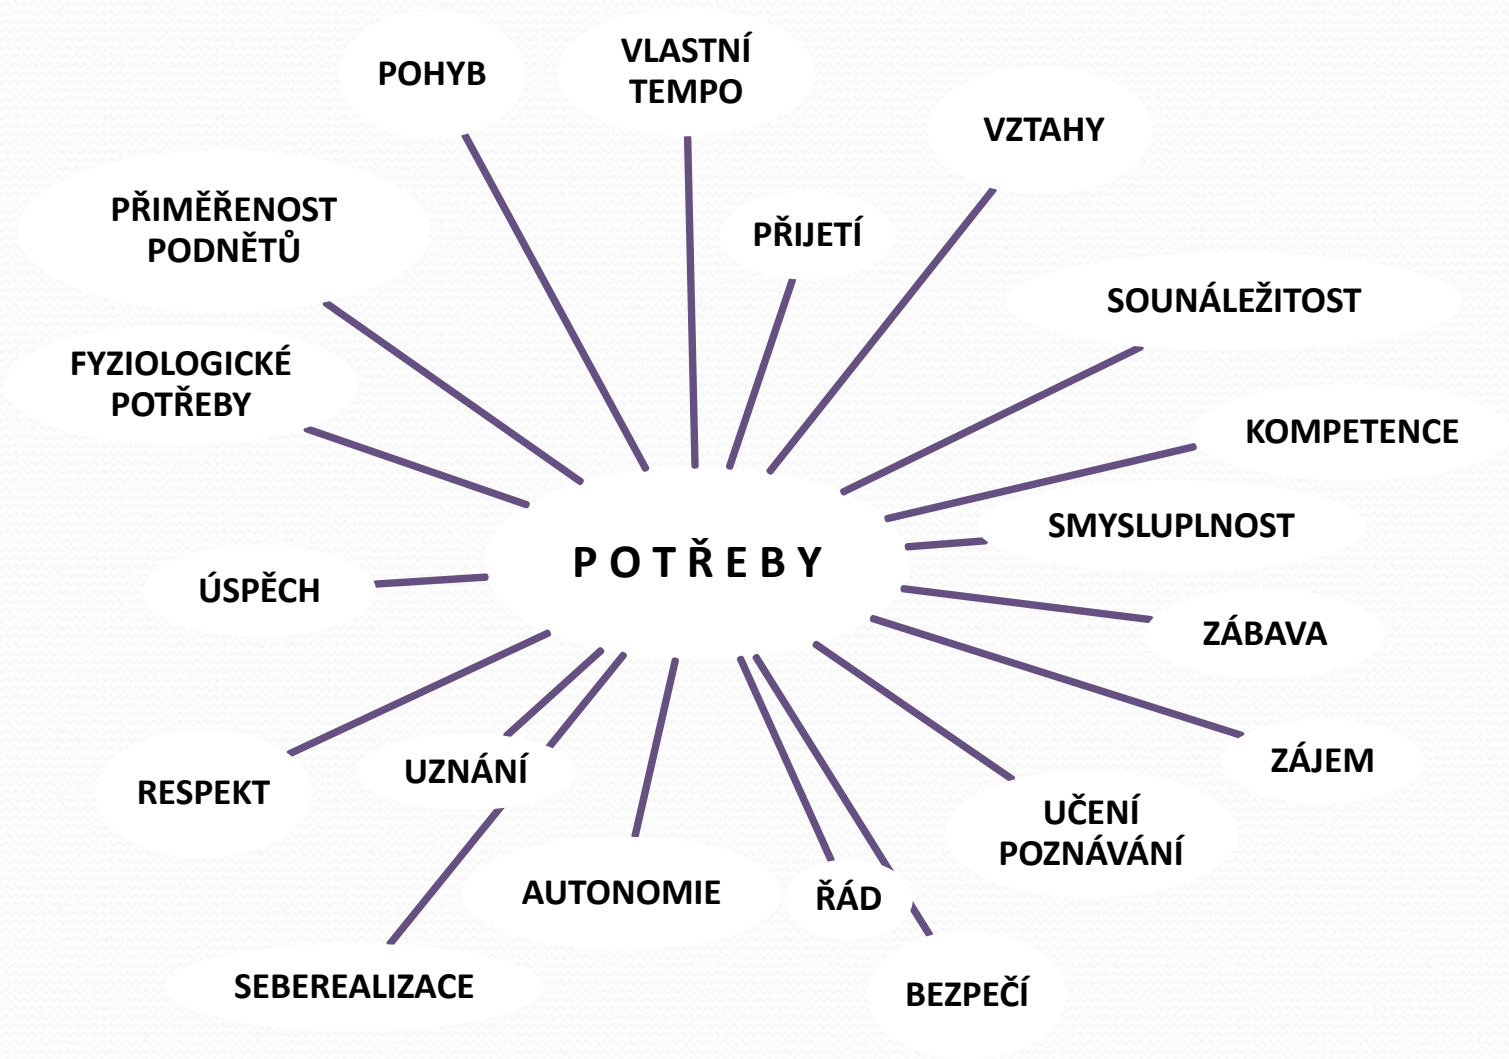 VLASTNÍ
TEMPO
POHYB
VZTAHY
PŘIMĚŘENOST
PODNĚTŮ
PŘIJETÍ
SOUNÁLEŽITOST
FYZIOLOGICKÉ
POTŘEBY
KOMPETENCE
SMYSLUPLNOST
P O T Ř E B Y
ÚSPĚCH
ZÁBAVA
ZÁJEM
UZNÁNÍ
RESPEKT
UČENÍ
POZNÁVÁNÍ
AUTONOMIE
ŘÁD
SEBEREALIZACE
BEZPEČÍ